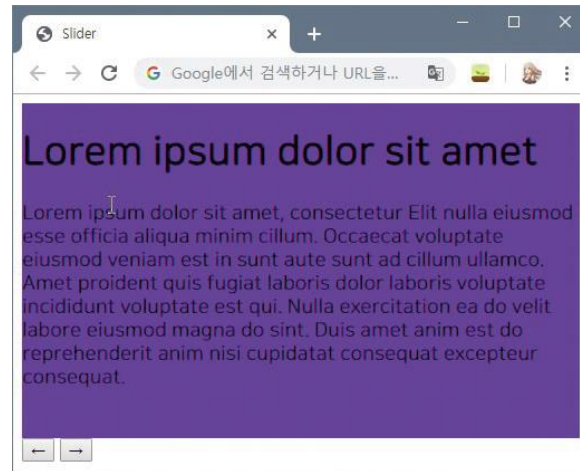 Slider
Google에서 검색하거나 URL을...
Lorem ipsum dolor sit amet
Lorem ipsum dolor sit amet, consectetur Elit nulla eiusmod
esse officia aliqua minim cillum. Occaecat voluptate
eiusmod veniam est in sunt aute sunt ad cillum ullamco.
Amet proident quis fugiat laboris dolor laboris voluptate
incididunt voluptate est qui. Nulla exercitation ea do velit
labore eiusmod magna do sint. Duis amet anim est do
reprehenderit anim nisi cupidatat consequat excepteur
consequat.
← →